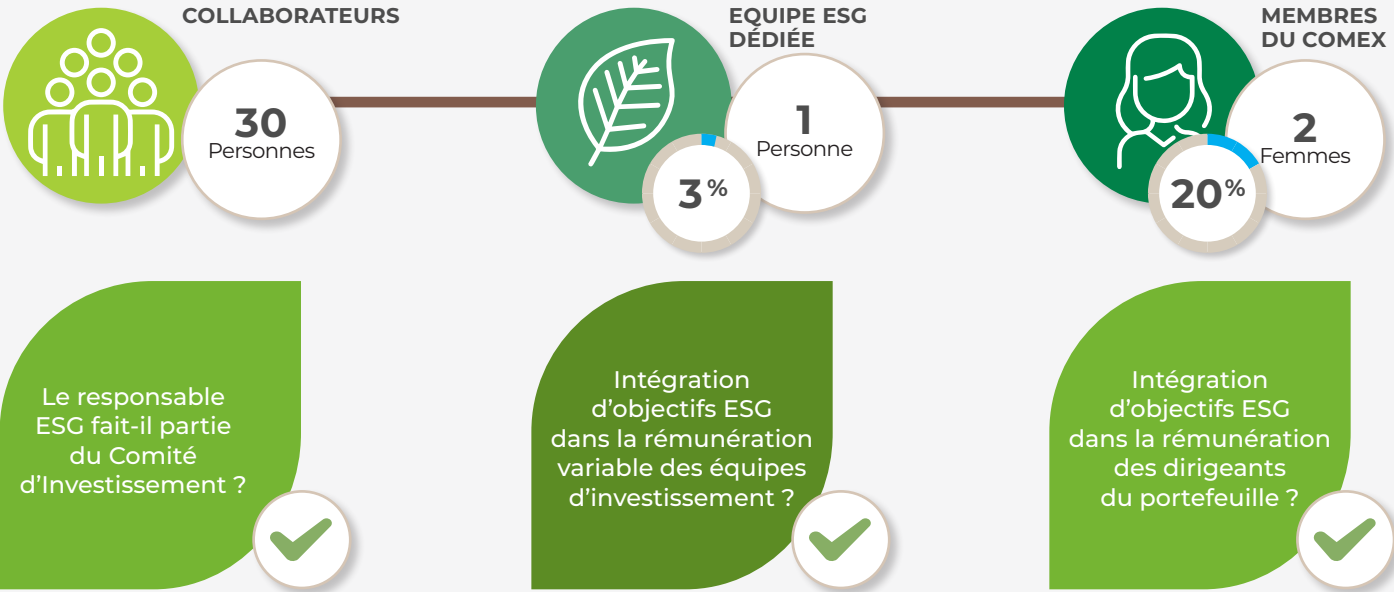 COLLABORATEURS
30
Personnes
EQUIPE ESG
DÉDIÉE
1
Personne
3%
MEMBRES
DU COMEX
2
Femmes
20%
Le responsable
ESG fait-il partie
du Comité
d’Investissement ?
Intégration
d’objectifs ESG
dans la rémunération
variable des équipes
d’investissement ?
Intégration
d’objectifs ESG
dans la rémunération
des dirigeants
du portefeuille ?